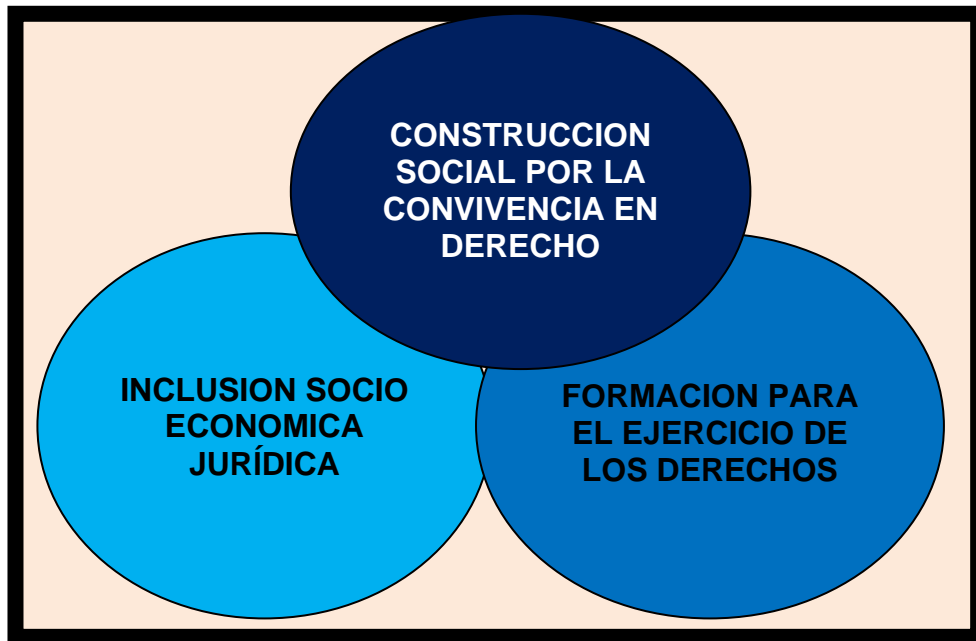 CONSTRUCCION
SOCIAL POR LA
CONVIVENCIA EN
DERECHO
INCLUSION SOCIO
ECONOMICA
JURÍDICA
FORMACION PARA
EL EJERCICIO DE
LOS DERECHOS